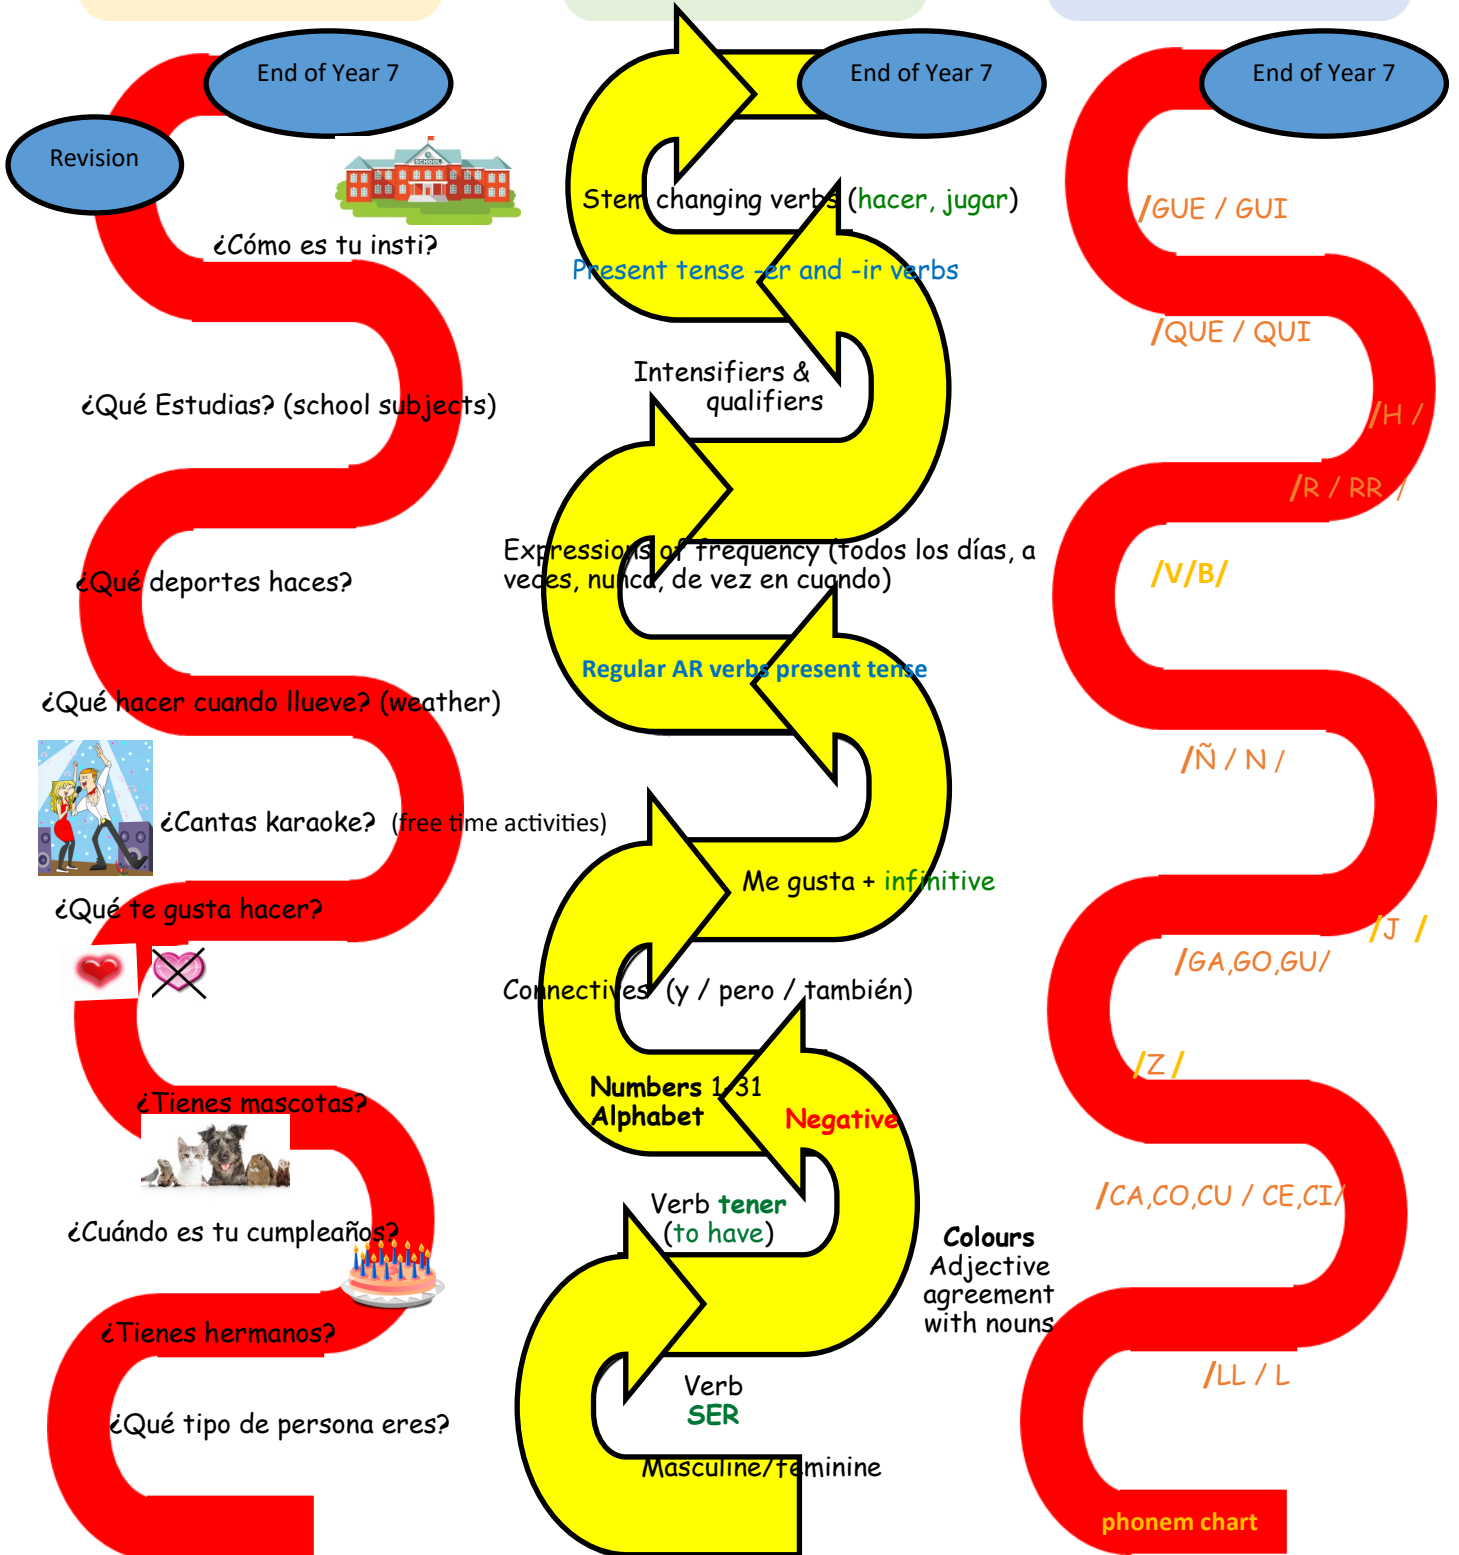 End of Year 7
Revision
SCHOOL
¿Cómo es tu insti?
¿Qué Estudias? (school subjects)
¿Qué deportes haces?
¿Qué hacer cuando llueve? (weather)
¿Cantas karaoke? (free time activities)
¿Qué te gusta hacer?
¿Tienes mascotas?
¿Cuándo es tu cumpleaños?
¿Tienes hermanos?
¿Qué tipo de persona eres?
End of Year 7
Stem changing verbs (hacer, jugar)
Present tense -er and -ir verbs
Intensifiers &
qualifiers
Expressions of frequency (todos los días, a
veces, nunca, de vez en cuando)
Regular AR verbs present tense
Me gusta + infinitive
Connectives (y / pero / también)
Numbers 1-31
Alphabet
Negative
Verb tener
(to have)
Colours
Adjective
agreement
with nouns
Verb
SER
Masculine/feminine
End of Year 7
/GUE / GUI
/QUE / QUI
/H /
/R / RR /
/V/B/
/Ñ / N /
/J /
/GA,GO,GU/
/Z /
/CA,CO,CU / CE,CI/
/LL / L
phonem chart